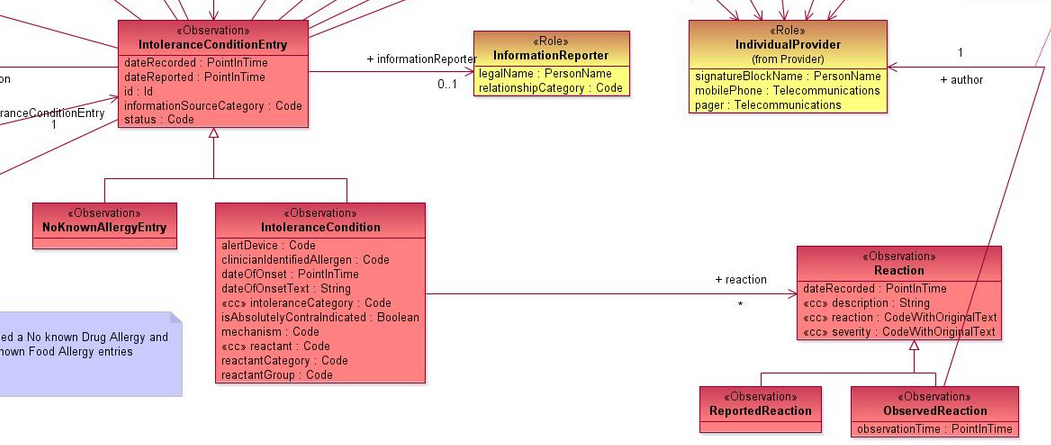 «Observation»
IntoleranceConditionEntry
dateRecorded : PointInTime
dateReported : PointInTime
id : Id
informationSourceCategory : Code
status : Code
on
ranceConditionEntry
1
+ informationReporter
0..1
«Role»
InformationReporter
legalName : PersonName
relationshipCategory : Code
«Role»
IndividualProvider
(from Provider)
signatureBlockName : PersonName
mobilePhone : Telecommunications
pager : Telecommunications
1
+ author
«Observation»
NoKnownAllergyEntry
«Observation»
IntoleranceCondition
alertDevice : Code
clinicianIdentifiedAllergen : Code
dateOfOnset : PointInTime
dateOfOnsetText : String
«cc» intoleranceCategory : Code
isAbsolutelyContraIndicated : Boolean
mechanism : Code
«cc» reactant : Code
reactantCategory : Code
reactantGroup : Code
+ reaction
*
«Observation»
Reaction
dateRecorded : PointInTime
«cc» description : String
«cc» reaction : CodeWithOriginalText
«cc» severity : CodeWithOriginalText
ed a No known Drug Allergy and
nown Food Allergy entries
«Observation»
ReportedReaction
«Observation»
ObservedReaction
observationTime : PointInTime